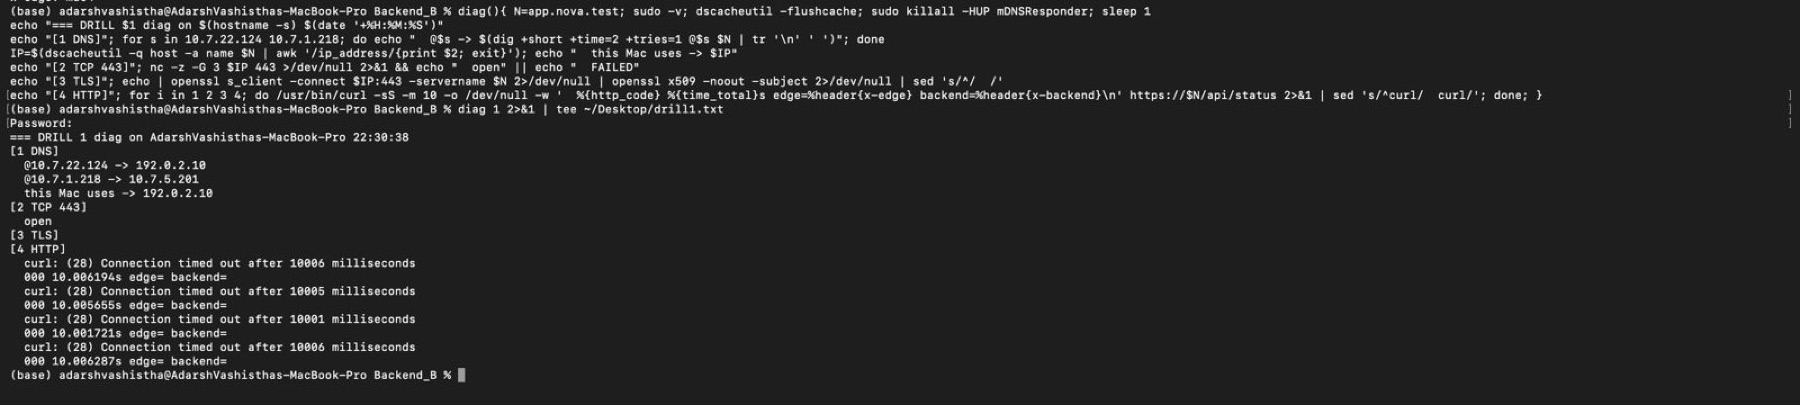 (base) adarshvashistha@AdarshVashisthas-MacBook-Pro Backend_B % diag(){ N=app.nova.test; sudo -v; dscacheutil -flushcache; sudo killall -HUP mDNSResponder; sleep 1
echo "=== DRILL $1 diag on $(hostname -s) $(date '+%H:%M:%S')"
echo "[1 DNS]"; for s in 10.7.22.124 10.7.1.218; do echo "  @$s -> $(dig +short +time=2 +tries=1 @$s $N | tr '\n' ' ')"; done
IP=$(dscacheutil -q host -a name $N | awk '/ip_address/{print $2; exit}'); echo "  this Mac uses -> $IP"
echo "[2 TCP 443]"; nc -z -G 3 $IP 443 >/dev/null 2>&1 && echo "  open" || echo "  FAILED"
echo "[3 TLS]"; echo | openssl s_client -connect $IP:443 -servername $N 2>/dev/null | openssl x509 -noout -subject 2>/dev/null | sed 's/^/  /'
[echo "[4 HTTP]"; for i in 1 2 3 4; do /usr/bin/curl -sS -m 10 -o /dev/null -w '  %{http_code} %{time_total}s edge=%header{x-edge} backend=%header{x-backend}\n' https://$N/api/status 2>&1 | sed 's/^curl/  curl/'; done; } ]
[(base) adarshvashistha@AdarshVashisthas-MacBook-Pro Backend_B % diag 1 2>&1 | tee ~/Desktop/drill1.txt ]
[Password: ]
=== DRILL 1 diag on AdarshVashisthas-MacBook-Pro 22:30:38
[1 DNS]
  @10.7.22.124 -> 192.0.2.10
  @10.7.1.218 -> 10.7.5.201
  this Mac uses -> 192.0.2.10
[2 TCP 443]
  open
[3 TLS]
[4 HTTP]
  curl: (28) Connection timed out after 10006 milliseconds
  000 10.006194s edge= backend=
  curl: (28) Connection timed out after 10005 milliseconds
  000 10.005655s edge= backend=
  curl: (28) Connection timed out after 10001 milliseconds
  000 10.001721s edge= backend=
  curl: (28) Connection timed out after 10006 milliseconds
  000 10.006287s edge= backend=
(base) adarshvashistha@AdarshVashisthas-MacBook-Pro Backend_B %